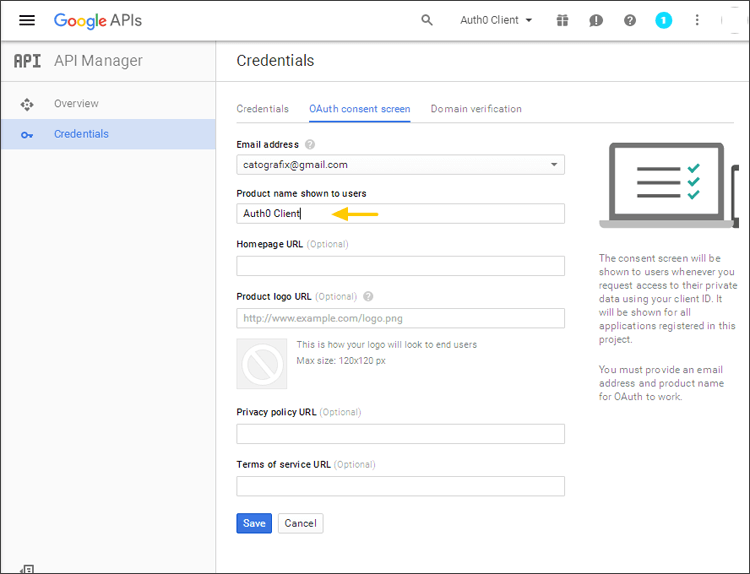 Google APIs
Auth0 Client
1
API API Manager
Credentials
Overview
Credentials
Credentials
OAuth consent screen
Domain verification
Email address
catografix@gmail.com
Product name shown to users
Auth0 Client
Homepage URL (Optional)
Product logo URL (Optional)
http://www.example.com/logo.png
This is how your logo will look to end users
Max size: 120x120 px
Privacy policy URL (Optional)
Terms of service URL (Optional)
Save
Cancel
The consent screen will be
shown to users whenever you
request access to their private
data using your client ID. It
will be shown for all
applications registered in this
project.
You must provide an email
address and product name
for OAuth to work.